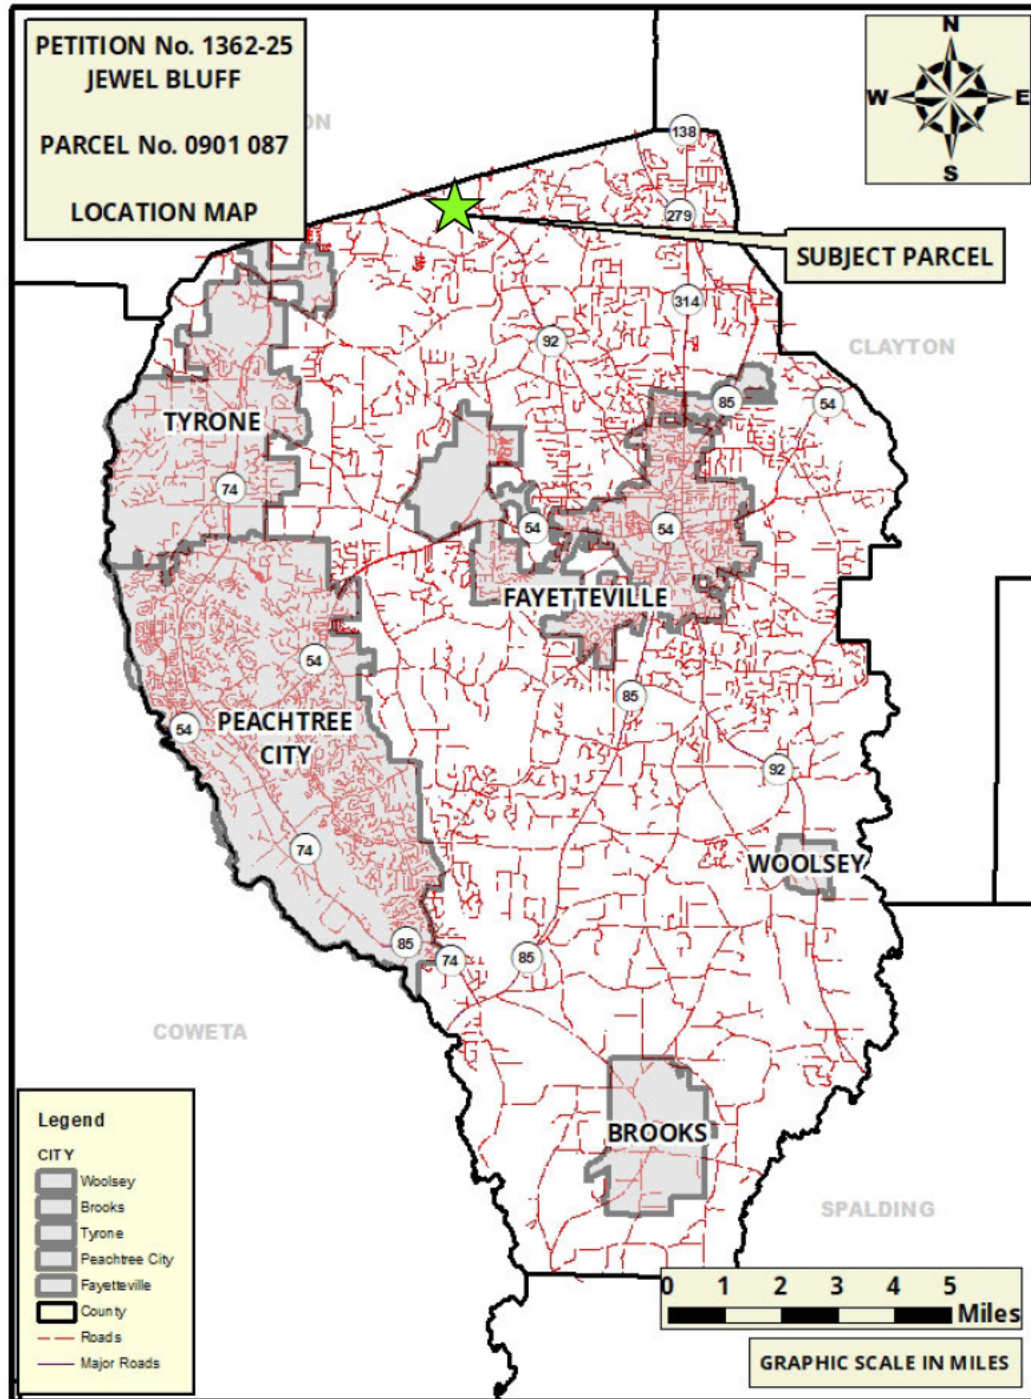 PETITION No. 1362-25
JEWEL BLUFF
PARCEL No. 0901 087
LOCATION MAP
ON
N
W
E
S
138
279
SUBJECT PARCEL
314
92
CLAYTON
85
54
TYRONE
74
54
54
FAYETTEVILLE
54
85
54
PEACHTREE
CITY
92
74
WOOLSEY
85
74
85
COWETA
BROOKS
SPALDING
Legend
CITY
Woolsey
Brooks
Tyrone
Peachtree City
Fayetteville
County
Roads
Major Roads
0 1 2 3 4 5
Miles
GRAPHIC SCALE IN MILES